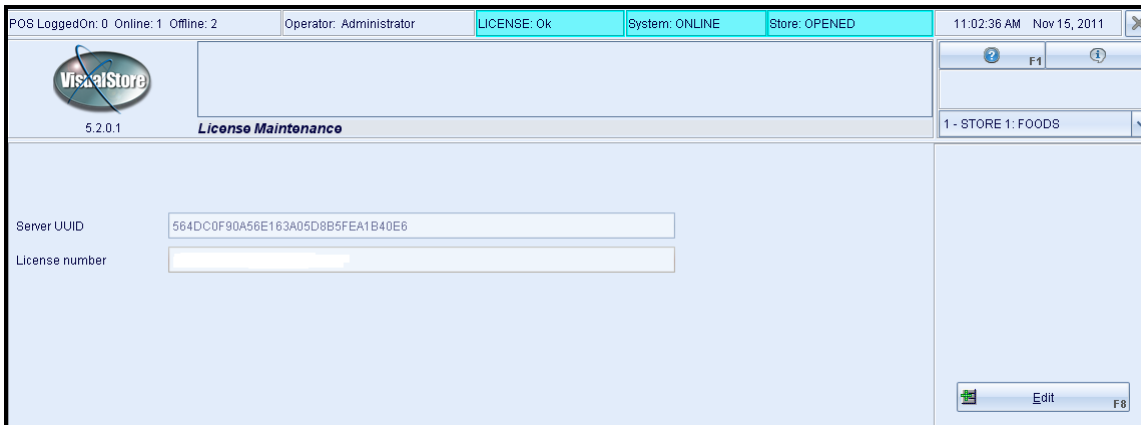 POS LoggedOn: 0 Online: 1 Offline: 2 Operator: Administrator LICENSE: Ok System: ONLINE Store: OPENED 11:02:36 AM Nov 15, 2011
VisualStore
F1
5.2.0.1 License Maintenance 1 - STORE 1: FOODS
Server UUID 564DC0F90A56E163A05D8B5FEA1B40E6
License number
Edit F8